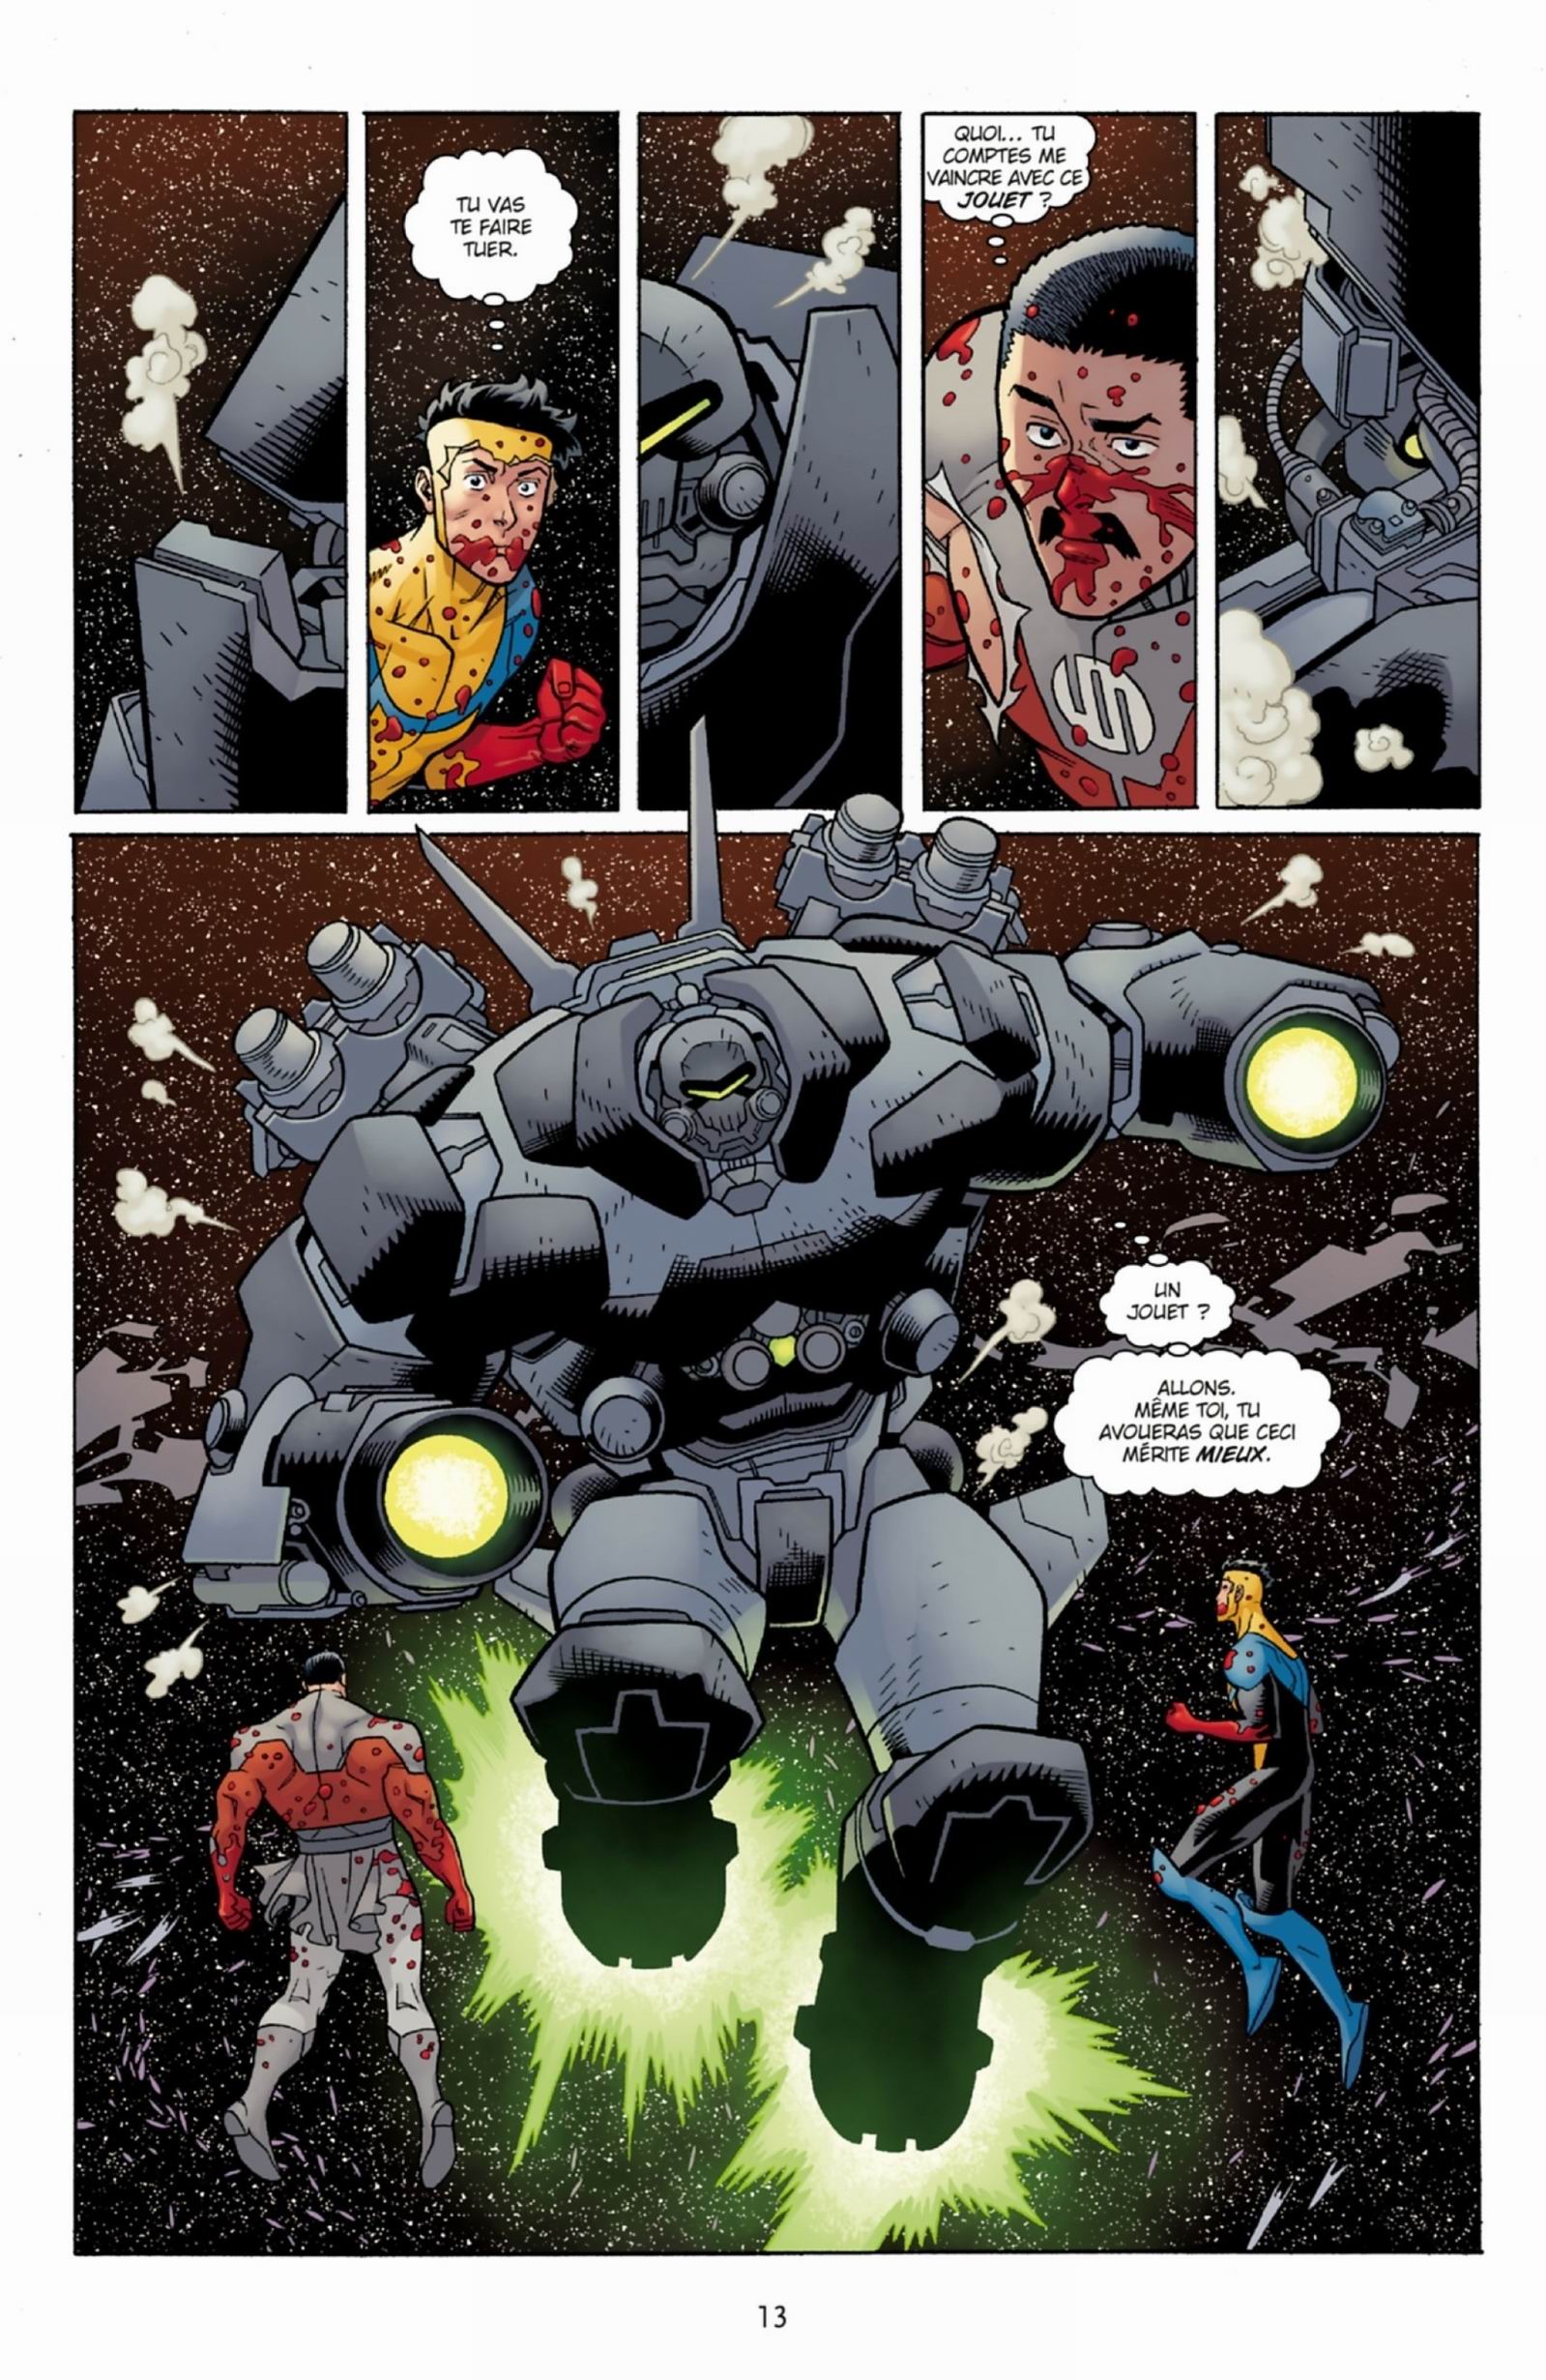 TU VAS
TE FAIRE
TUER.
QUOI... TU
COMPTES ME
VAINCRE AVEC CE
JOUET ?
UN
JOUET ?
ALLONS.
MÊME TOI, TU
AVOUERAS QUE CECI
MÉRITE MIEUX.
13